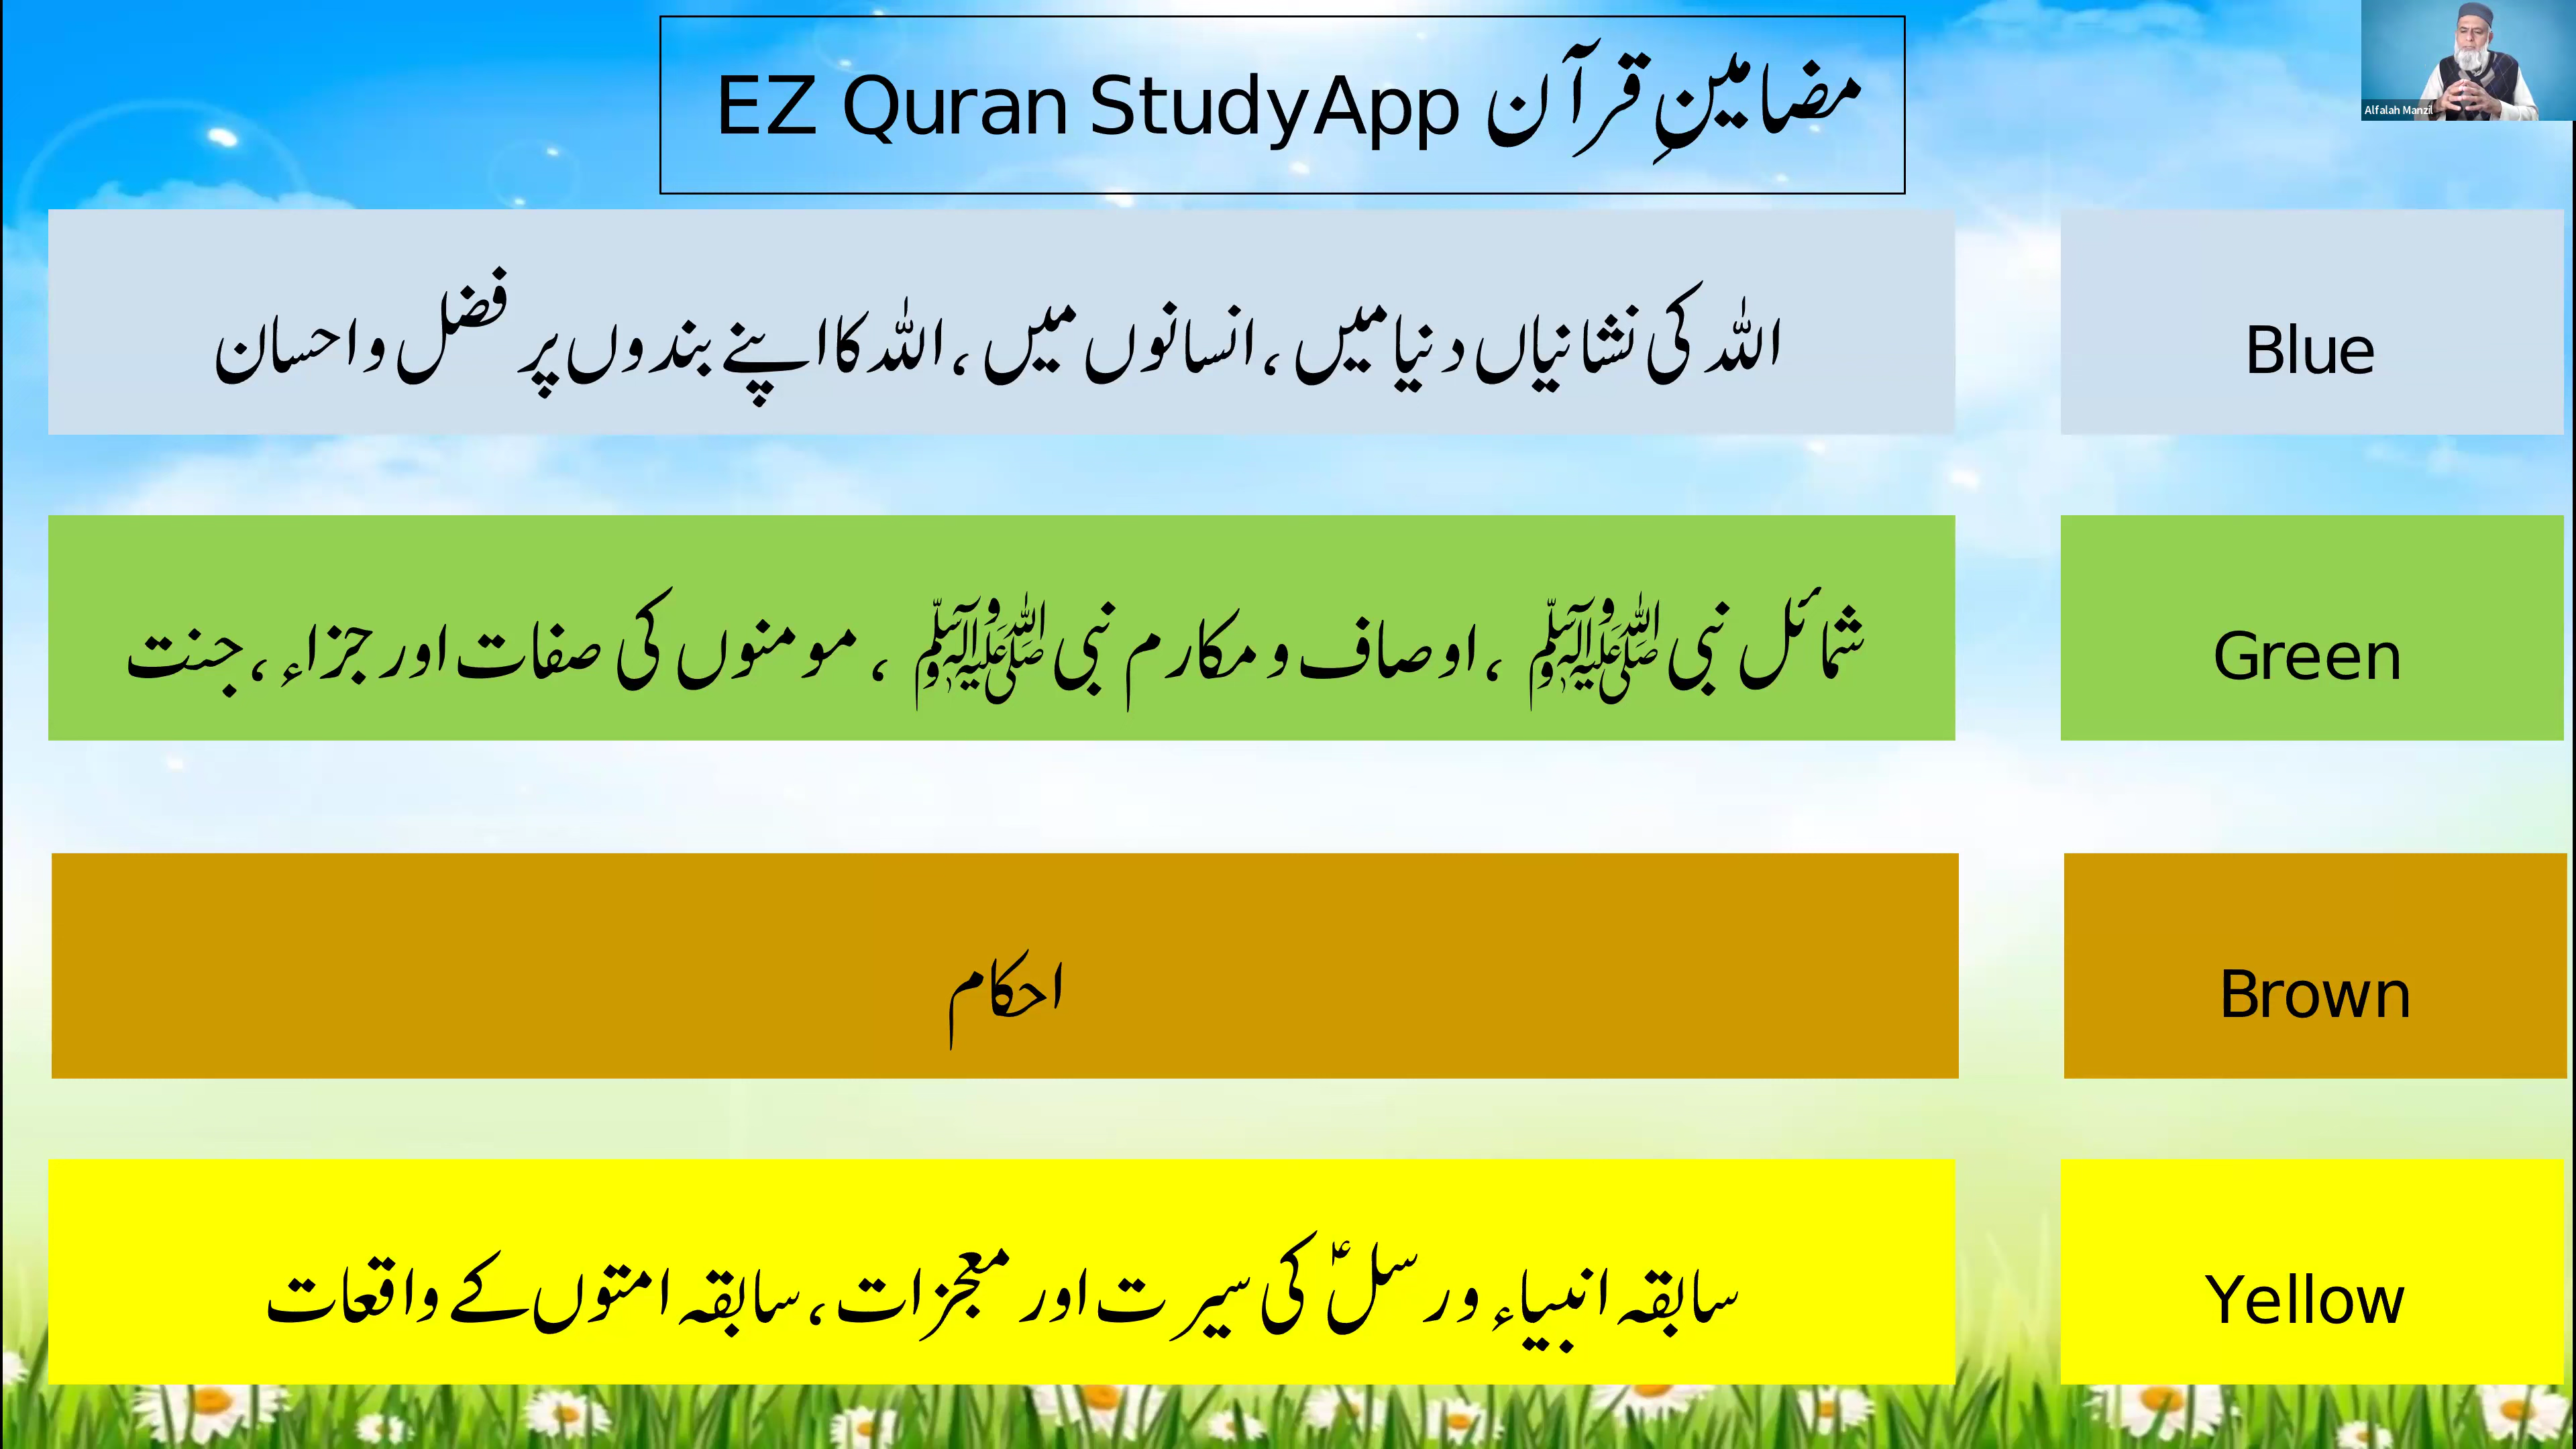 مضامینِ قرآن EZ Quran StudyApp
Alfalah Manzil
Blue
اللہ کی نشانیاں دنیا میں ، انسانوں میں ، اللہ کا اپنے بندوں پر فضل و احسان
Green
شمائل نبی ﷺ ، اوصاف و مکارم نبی ﷺ ، مومنوں کی صفات اور جزاء ، جنت
Brown
احکام
Yellow
سابقہ انبیاء ورسلؑ کی سیرت اور معجزات ، سابقہ امتوں کے واقعات